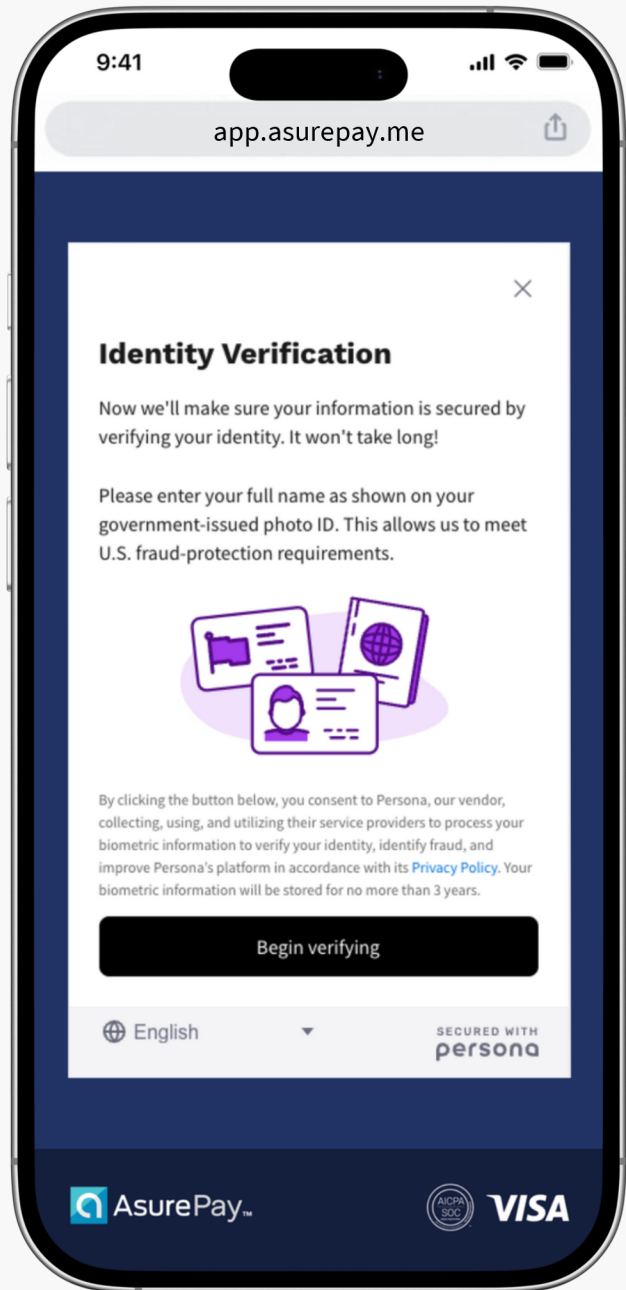 9:41
app.asurepay.me
Identity Verification
Now we'll make sure your information is secured by
verifying your identity. It won't take long!
Please enter your full name as shown on your
government-issued photo ID. This allows us to meet
U.S. fraud-protection requirements.
By clicking the button below, you consent to Persona, our vendor,
collecting, using, and utilizing their service providers to process your
biometric information to verify your identity, identify fraud, and
improve Persona's platform in accordance with its Privacy Policy. Your
biometric information will be stored for no more than 3 years.
Begin verifying
English
SECURED WITH
persona
AsurePay™
AICPA
SOC
VISA